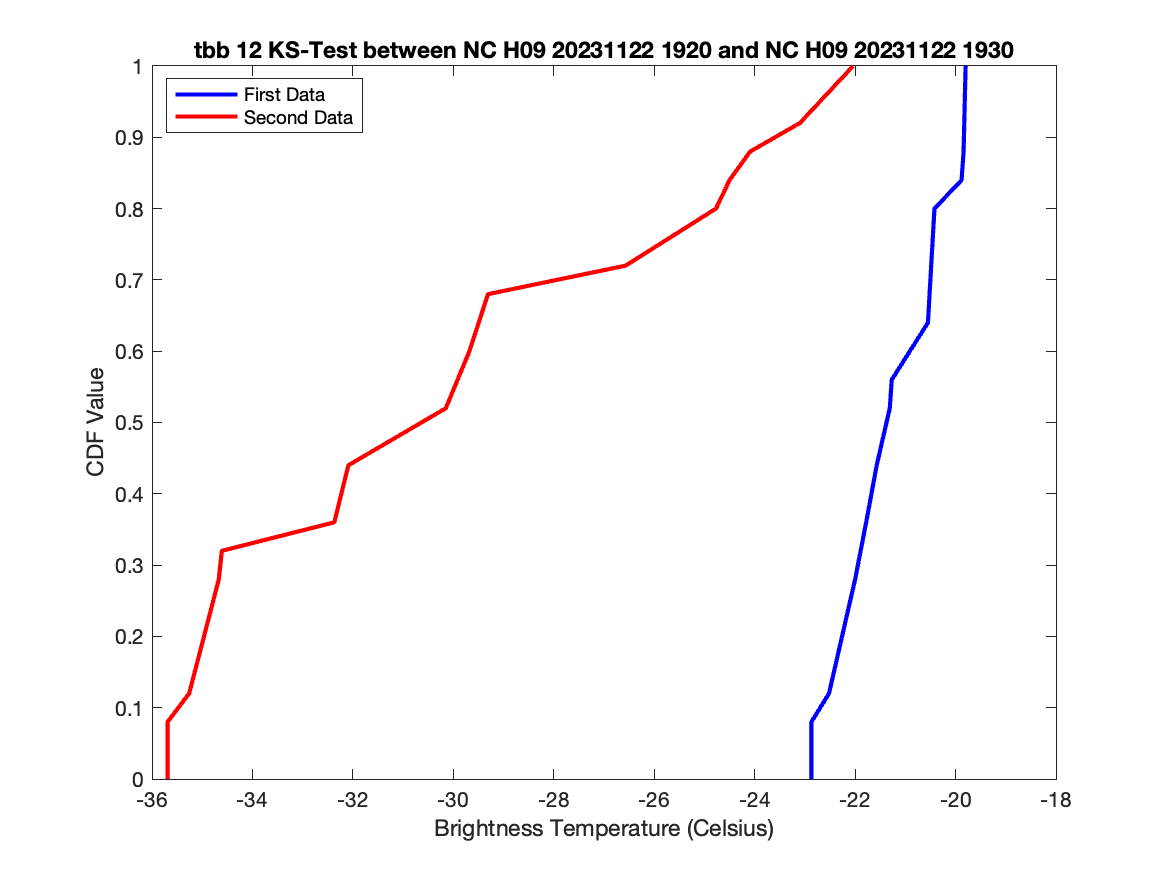 tbb 12 KS-Test between NC H09 20231122 1920 and NC H09 20231122 1930
First Data
Second Data
1
0.9
0.8
0.7
0.6
0.5
0.4
0.3
0.2
0.1
0
CDF Value
-36 -34 -32 -30 -28 -26 -24 -22 -20 -18
Brightness Temperature (Celsius)